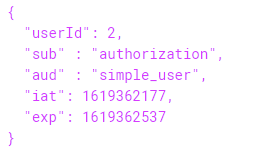 {
  "userId": 2,
  "sub" : "authorization",
  "aud" : "simple_user",
  "iat": 1619362177,
  "exp": 1619362537
}